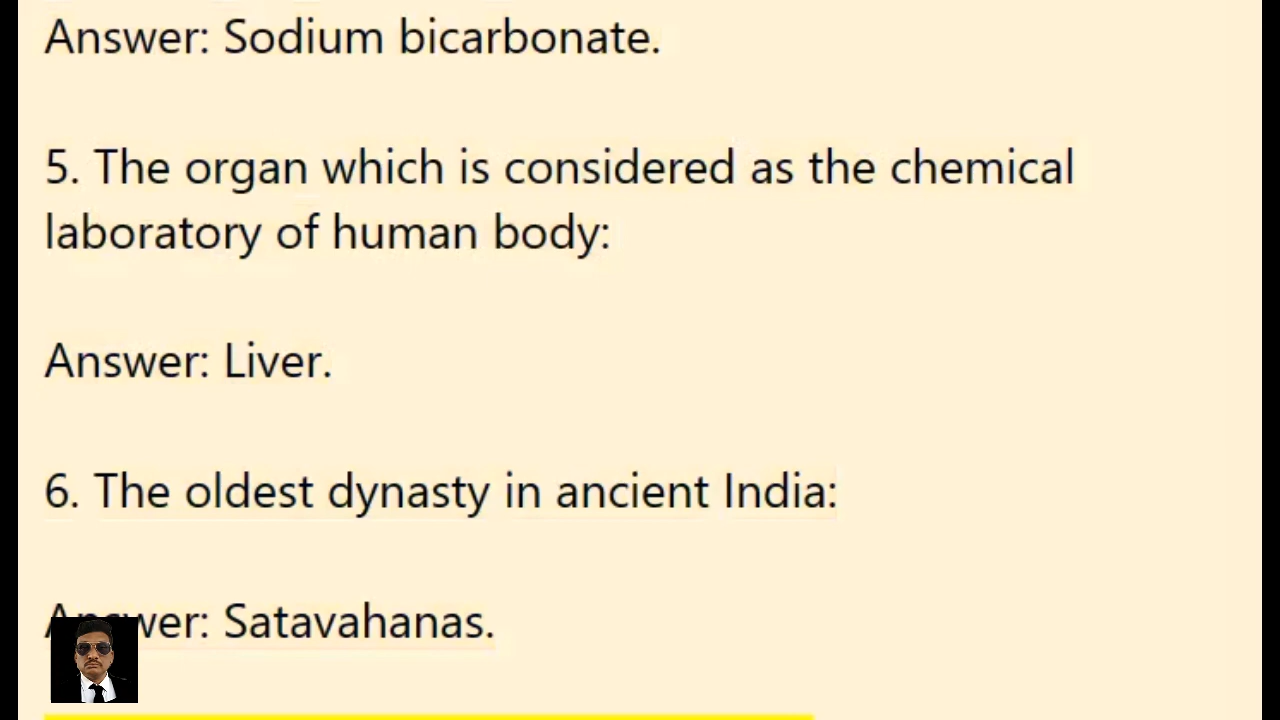 Answer: Sodium bicarbonate.
5. The organ which is considered as the chemical
laboratory of human body:
Answer: Liver.
6. The oldest dynasty in ancient India:
Answer: Satavahanas.